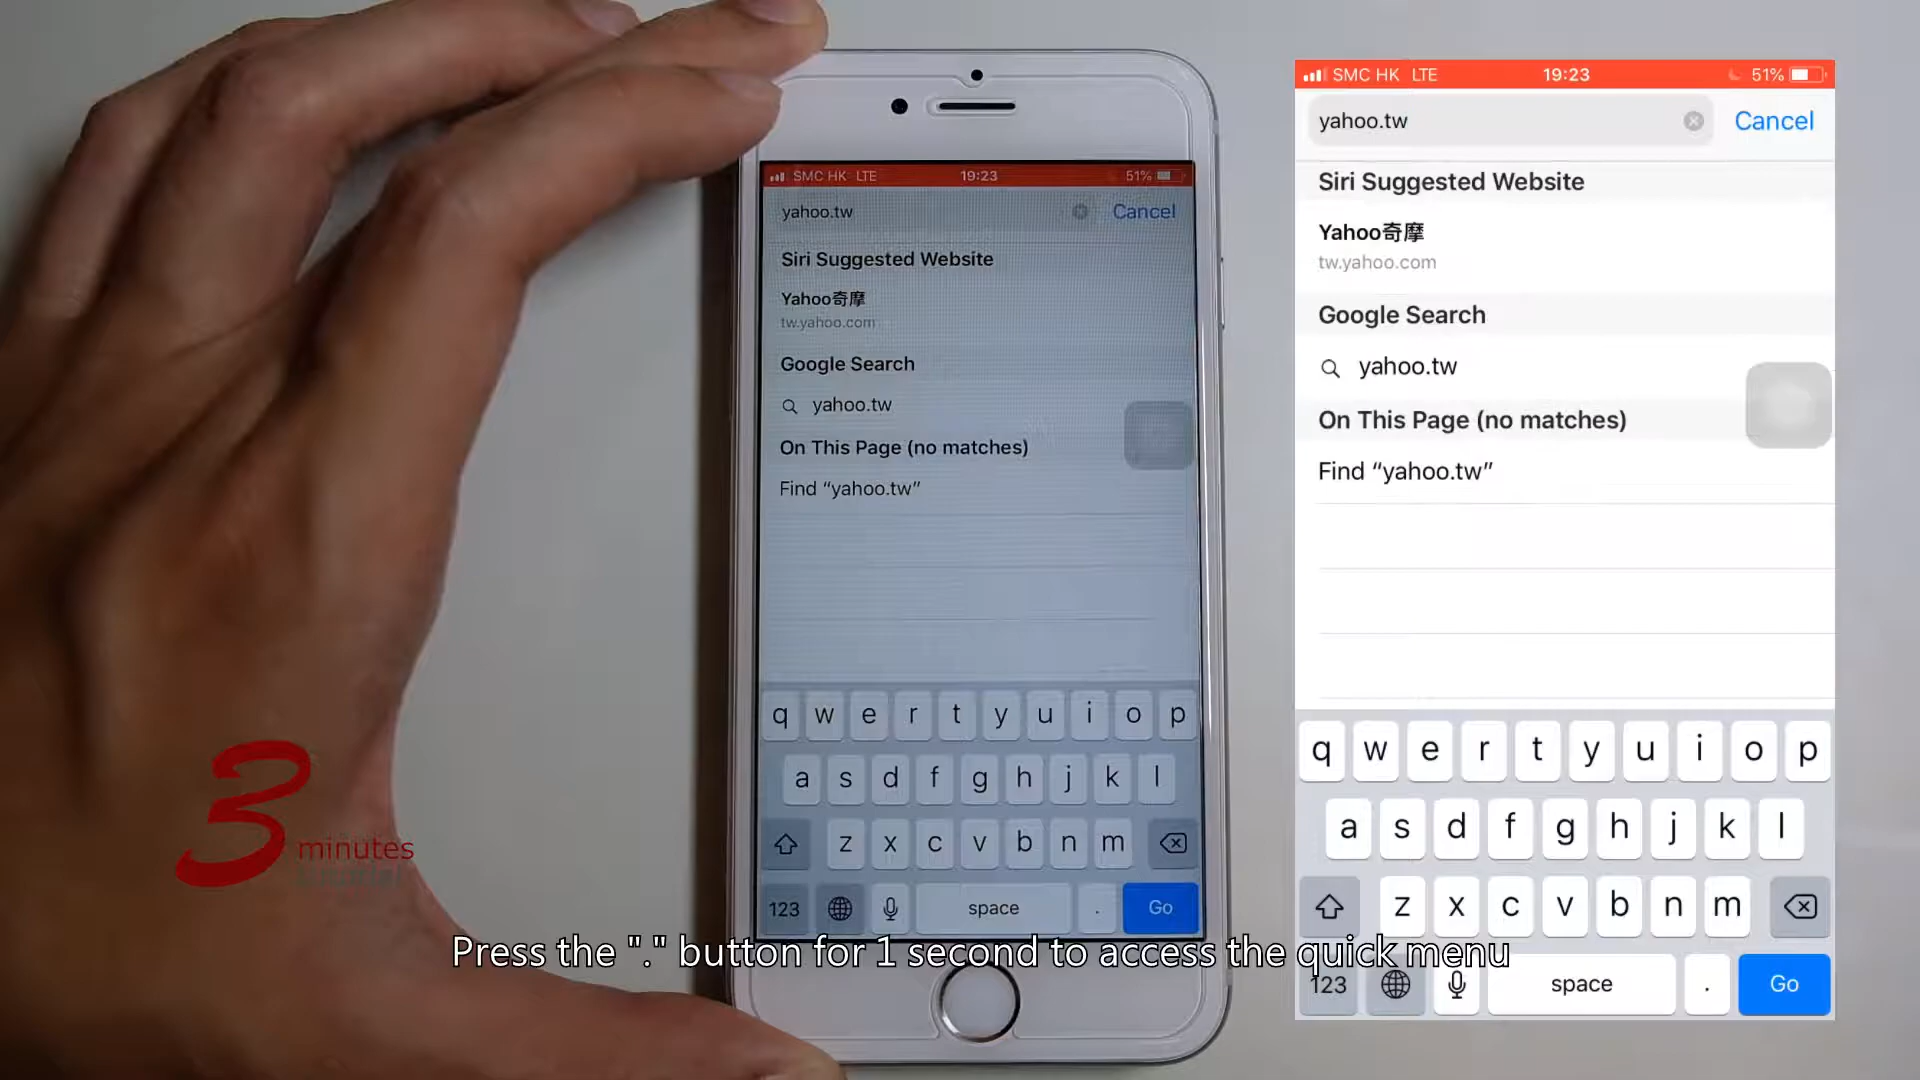 SMC HK LTE 19:23 51%
yahoo.tw Cancel
Siri Suggested Website
Yahoo奇摩
tw.yahoo.com
Google Search
yahoo.tw
On This Page (no matches)
Find “yahoo.tw”
q w e r t y u i o p
a s d f g h j k l
z x c v b n m
123 space . Go
SMC HK LTE 19:23 51%
yahoo.tw Cancel
Siri Suggested Website
Yahoo奇摩
tw.yahoo.com
Google Search
yahoo.tw
On This Page (no matches)
Find “yahoo.tw”
q w e r t y u i o p
a s d f g h j k l
z x c v b n m
123 space . Go
3 minutes
tutorial
Press the "." button for 1 second to access the quick menu